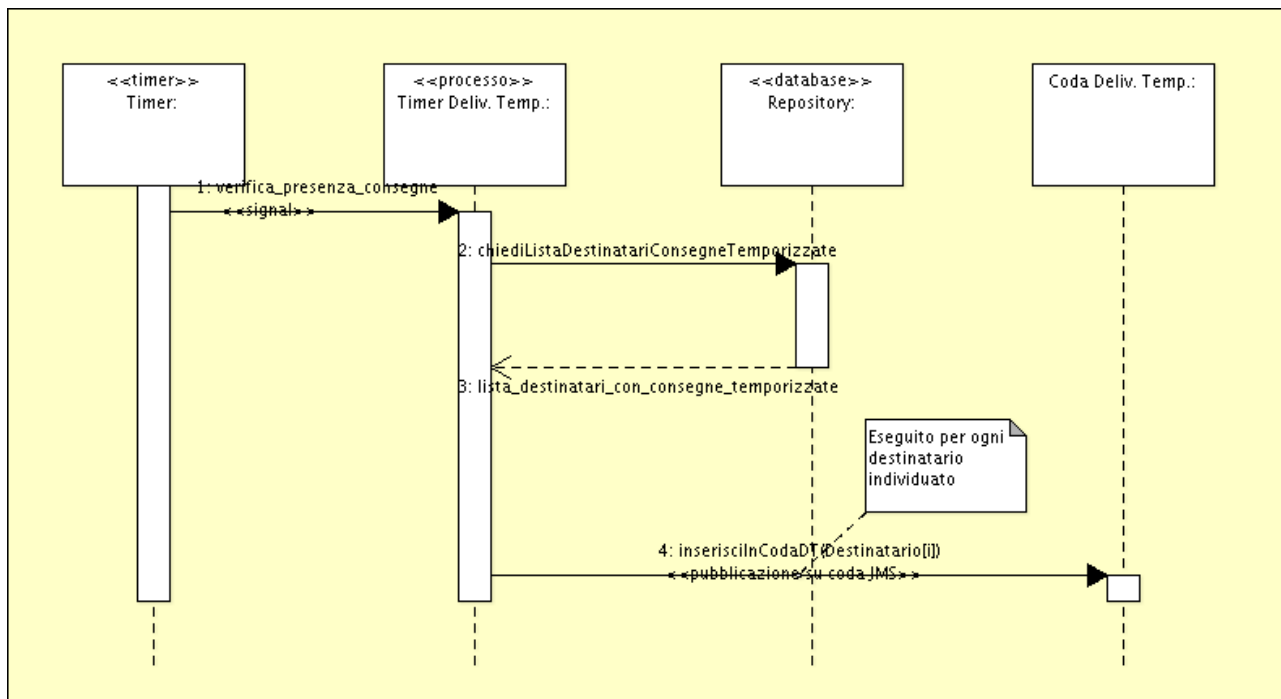 <<timer>>
Timer:
<<processo>>
Timer Deliv. Temp.:
<<database>>
Repository:
Coda Deliv. Temp.:
1: verifica_presenza_consegne
<<signal>>
2: chiediListaDestinatariConsegneTemporizzate
3: lista_destinatari_con_consegne_temporizzate
Eseguito per ogni
destinatario
individuato
4: inserisciInCodaDT(Destinatario[i])
<<pubblicazione su coda JMS>>